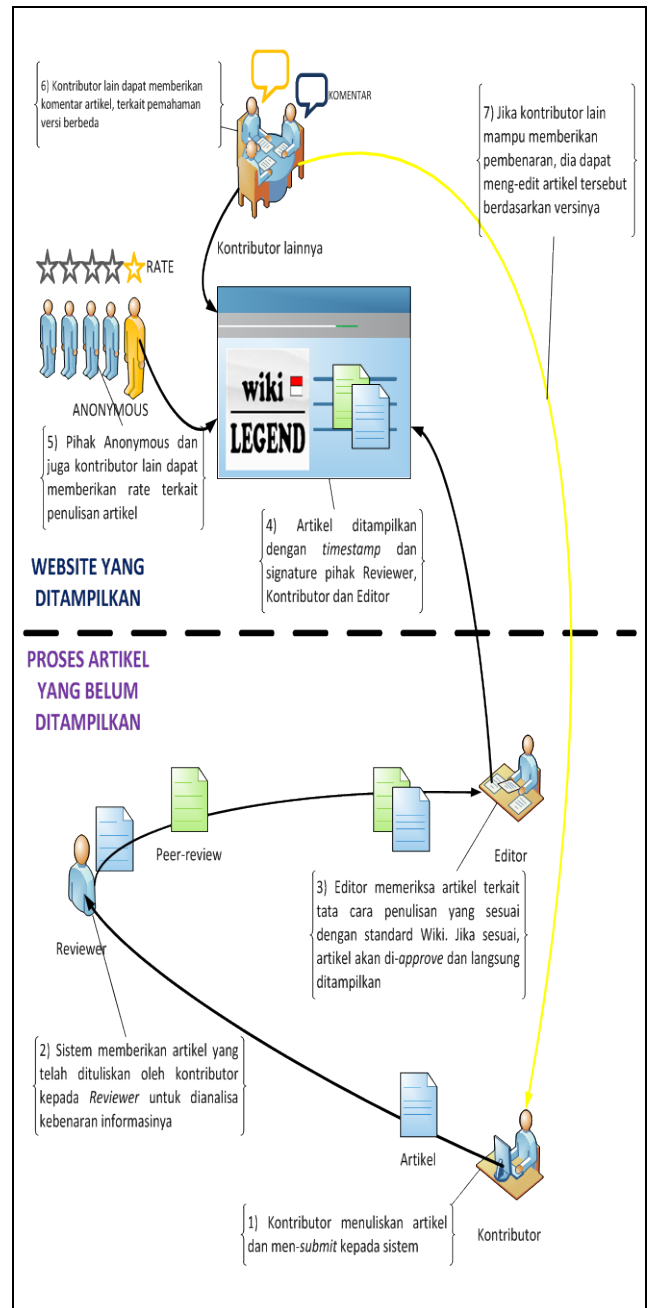 6) Kontributor lain dapat memberikan
komentar artikel, terkait pemahaman
versi berbeda
KOMENTAR
7) Jika kontributor lain
mampu memberikan
pembenaran, dia dapat
meng-edit artikel tersebut
berdasarkan versinya
Kontributor lainnya
RATE
ANONYMOUS
wiki
LEGEND
5) Pihak Anonymous dan
juga kontributor lain dapat
memberikan rate terkait
penulisan artikel
4) Artikel ditampilkan
dengan timestamp dan
signature pihak Reviewer,
Kontributor dan Editor
WEBSITE YANG
DITAMPILKAN
PROSES ARTIKEL
YANG BELUM
DITAMPILKAN
Peer-review
Editor
Reviewer
3) Editor memeriksa artikel terkait
tata cara penulisan yang sesuai
dengan standard Wiki. Jika sesuai,
artikel akan di-approve dan langsung
ditampilkan
2) Sistem memberikan artikel yang
telah dituliskan oleh kontributor
kepada Reviewer untuk dianalisa
kebenaran informasinya
Artikel
Kontributor
1) Kontributor menuliskan artikel
dan men-submit kepada sistem